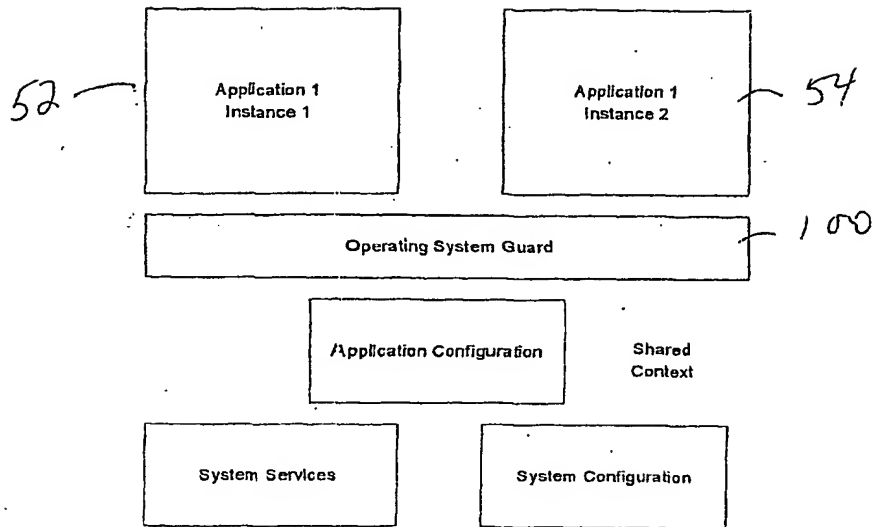 Application 1
Instance 1
Application 1
Instance 2
52
54
Operating System Guard
100
Application Configuration
Shared
Context
System Services
System Configuration